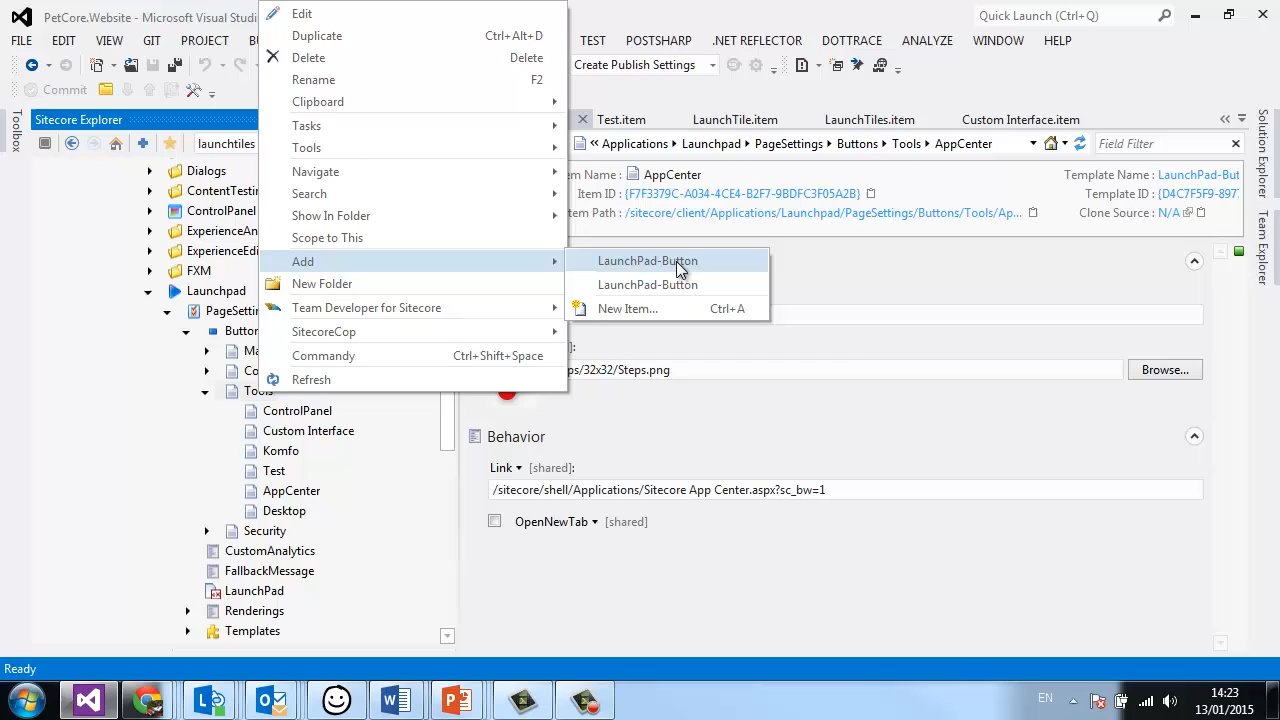 PetCore.Website - Microsoft Visual Studi
Quick Launch (Ctrl+Q)
FILE EDIT VIEW GIT PROJECT B TEST POSTSHARP .NET REFLECTOR DOTTRACE ANALYZE WINDOW HELP
Create Publish Settings
Commit
Toolbox
Sitecore Explorer
launchtiles
Dialogs
ContentTestin
ControlPanel
ExperienceAn
ExperienceEdi
FXM
Launchpad
PageSetting
Button
Ma
Co
Tools
ControlPanel
Custom Interface
Komfo
Test
AppCenter
Desktop
Security
CustomAnalytics
FallbackMessage
LaunchPad
Renderings
Templates
Edit
Duplicate Ctrl+Alt+D
Delete Delete
Rename F2
Clipboard
Tasks
Tools
Navigate
Search
Show In Folder
Scope to This
Add
New Folder
Team Developer for Sitecore
SitecoreCop
Commandy Ctrl+Shift+Space
Refresh
LaunchPad-Button
LaunchPad-Button
New Item... Ctrl+A
Test.item LaunchTile.item LaunchTiles.item Custom Interface.item
« Applications Launchpad PageSettings Buttons Tools AppCenter
Field Filter
AppCenter
Template Name : LaunchPad-But
Item ID : {F7F3379C-A034-4CE4-B2F7-9BDFC3F05A2B}
Template ID : {D4C7F5F9-897
tem Path : /sitecore/client/Applications/Launchpad/PageSettings/Buttons/Tools/Ap...
Clone Source : N/A
]:
ps/32x32/Steps.png
Browse...
Behavior
Link [shared]:
/sitecore/shell/Applications/Sitecore App Center.aspx?sc_bw=1
OpenNewTab [shared]
Solution Explorer
Team Explorer
Ready
EN
14:23
13/01/2015